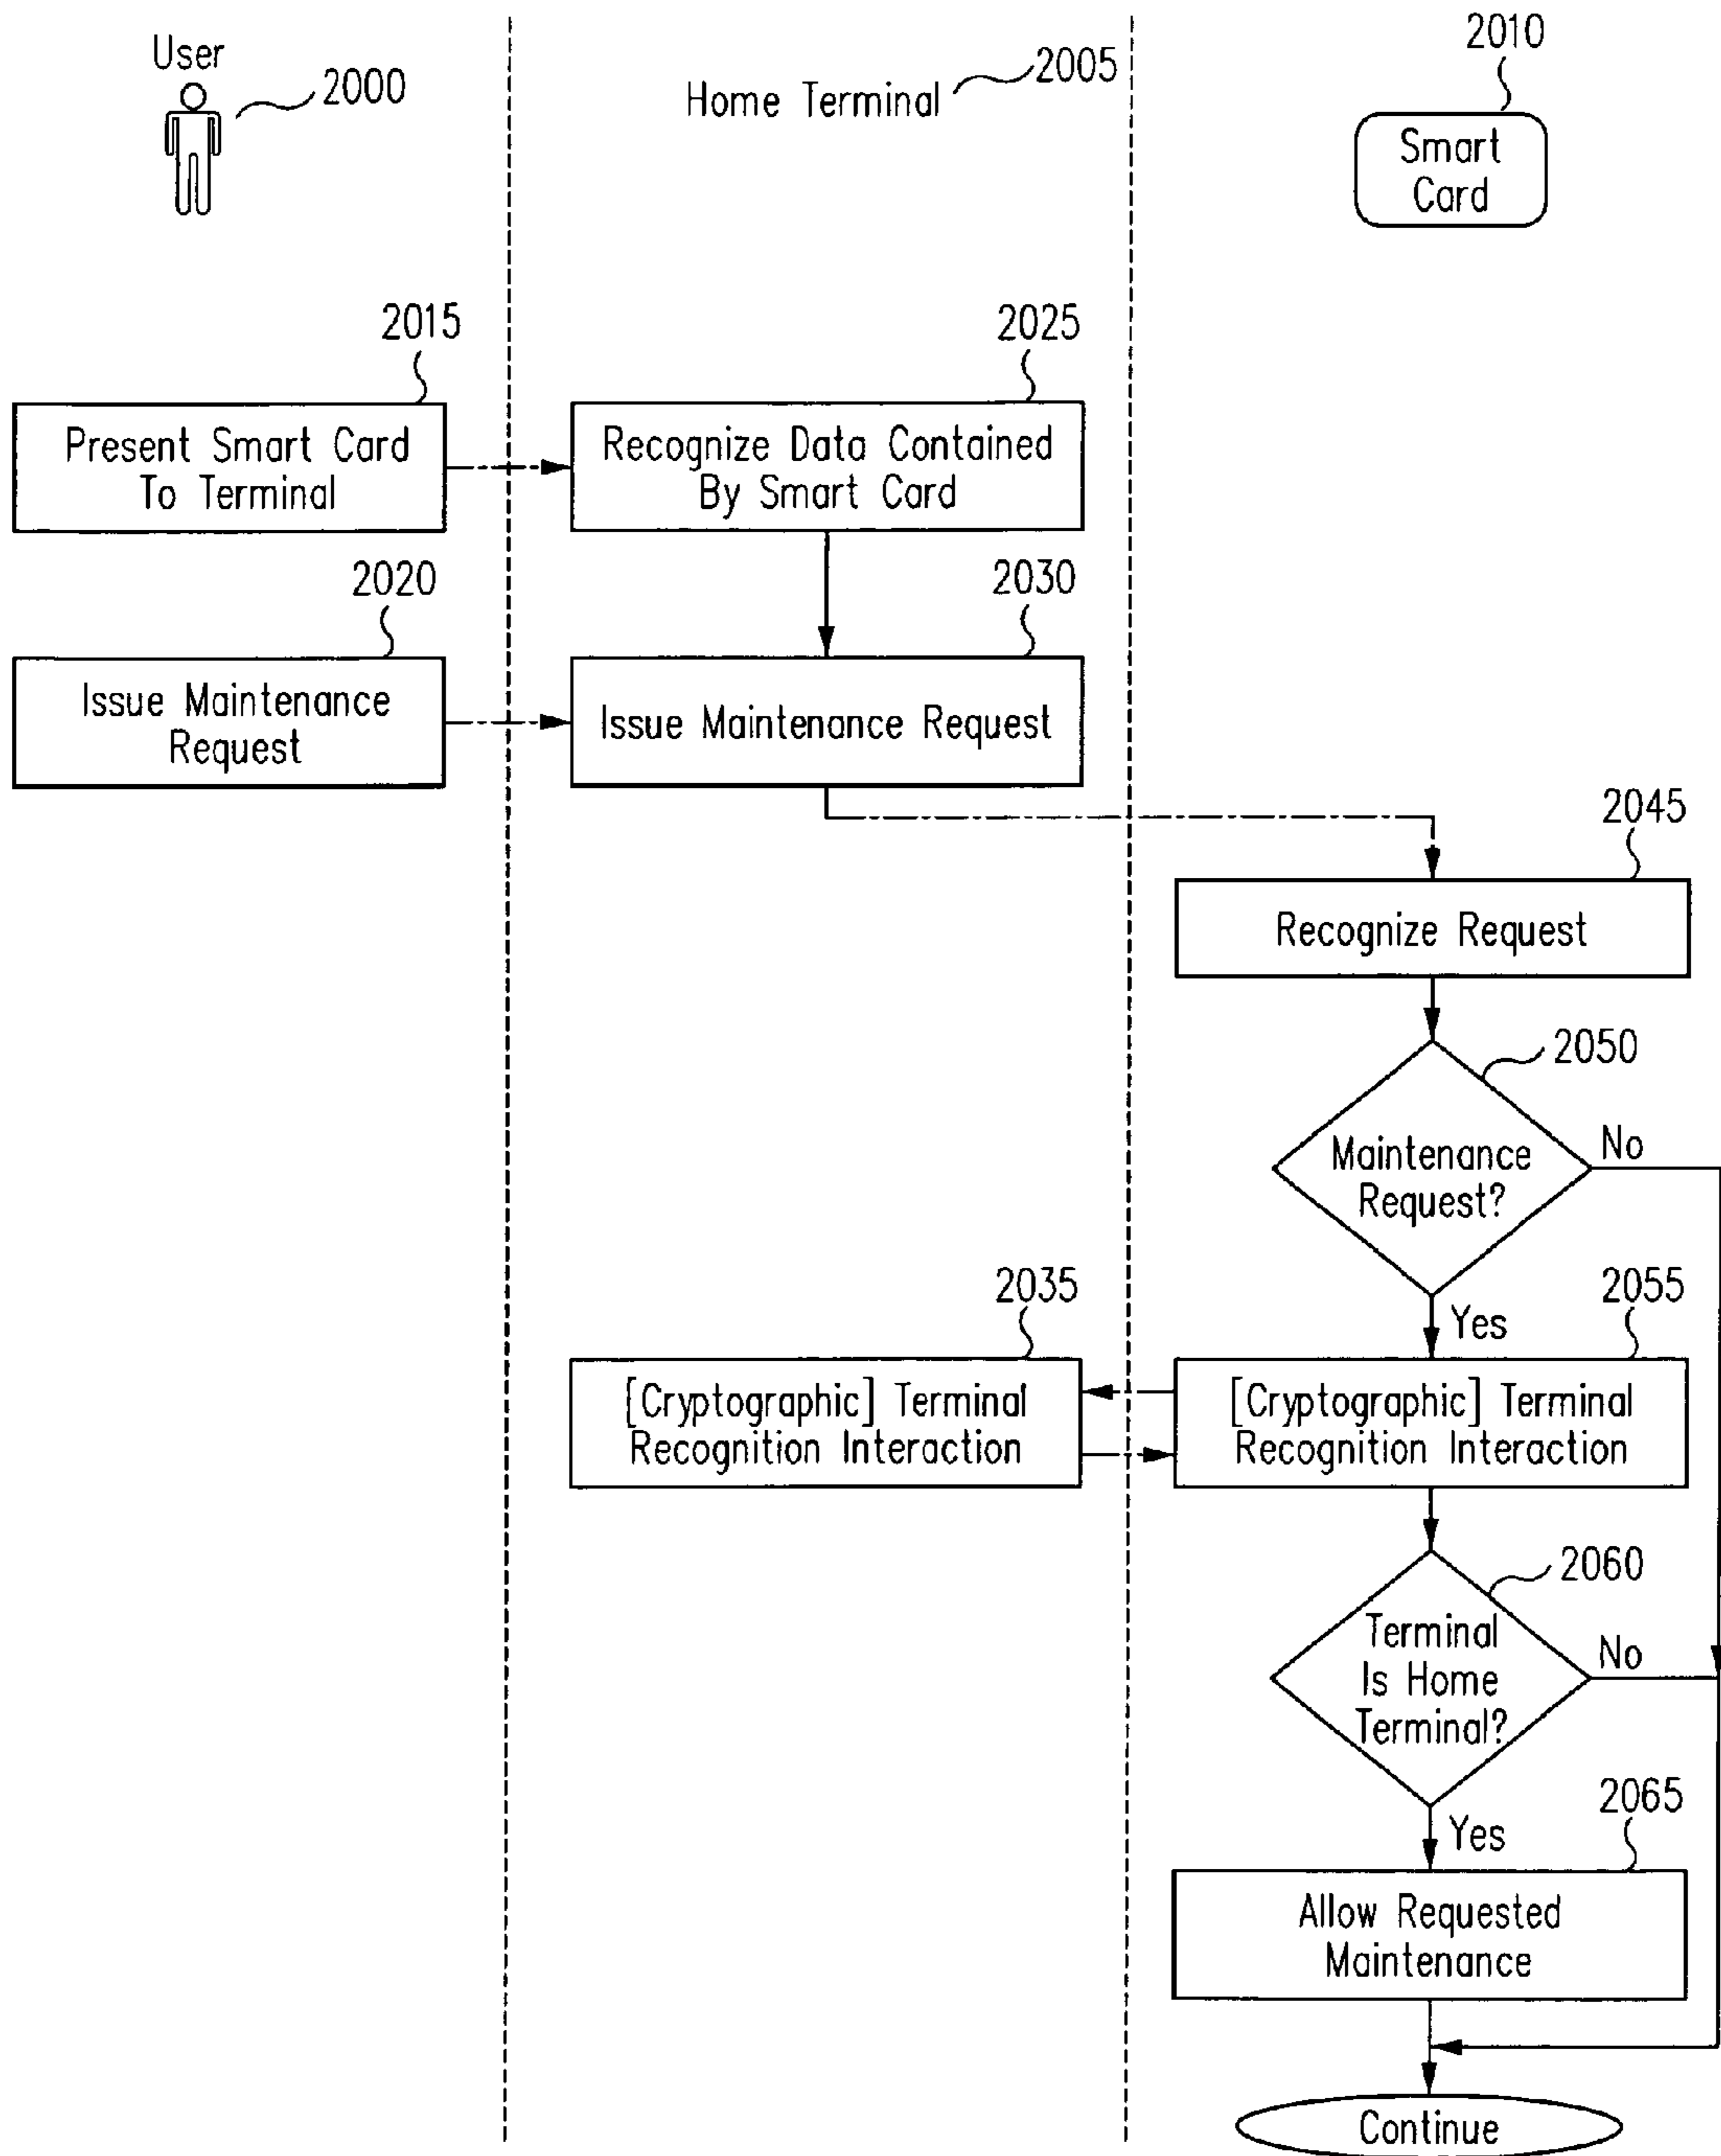 User
2000
Home Terminal
2005
2010
Smart
Card
2015
2025
Present Smart Card
To Terminal
Recognize Data Contained
By Smart Card
2020
2030
Issue Maintenance
Request
Issue Maintenance Request
2045
Recognize Request
2050
Maintenance
Request?
No
Yes
2035
2055
[Cryptographic] Terminal
Recognition Interaction
[Cryptographic] Terminal
Recognition Interaction
2060
Terminal
Is Home
Terminal?
No
Yes
2065
Allow Requested
Maintenance
Continue